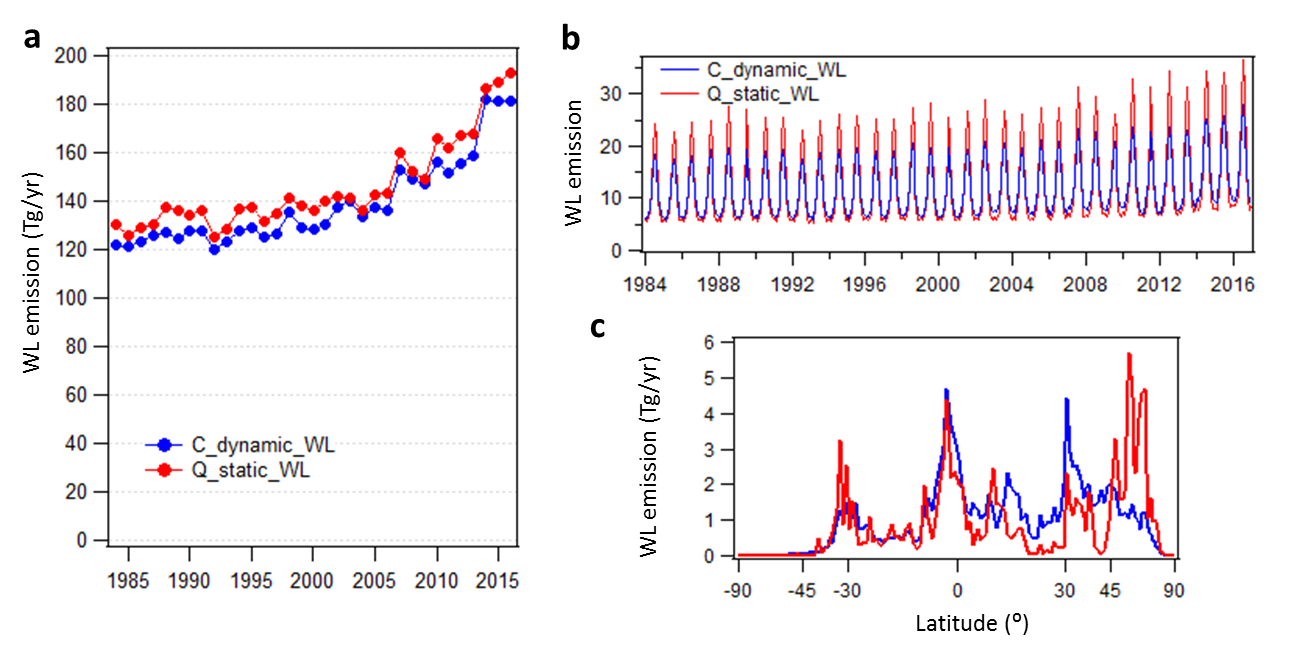 a
WL emission (Tg/yr)
200
180
160
140
120
100
80
60
40
20
0
C_dynamic_WL
Q_static_WL
1985 1990 1995 2000 2005 2010 2015
b
WL emission
30
20
10
0
C_dynamic_WL
Q_static_WL
1984 1988 1992 1996 2000 2004 2008 2012 2016
c
WL emission (Tg/yr)
6
5
4
3
2
1
0
-90 -45 -30 0 30 45 90
Latitude (⁰)